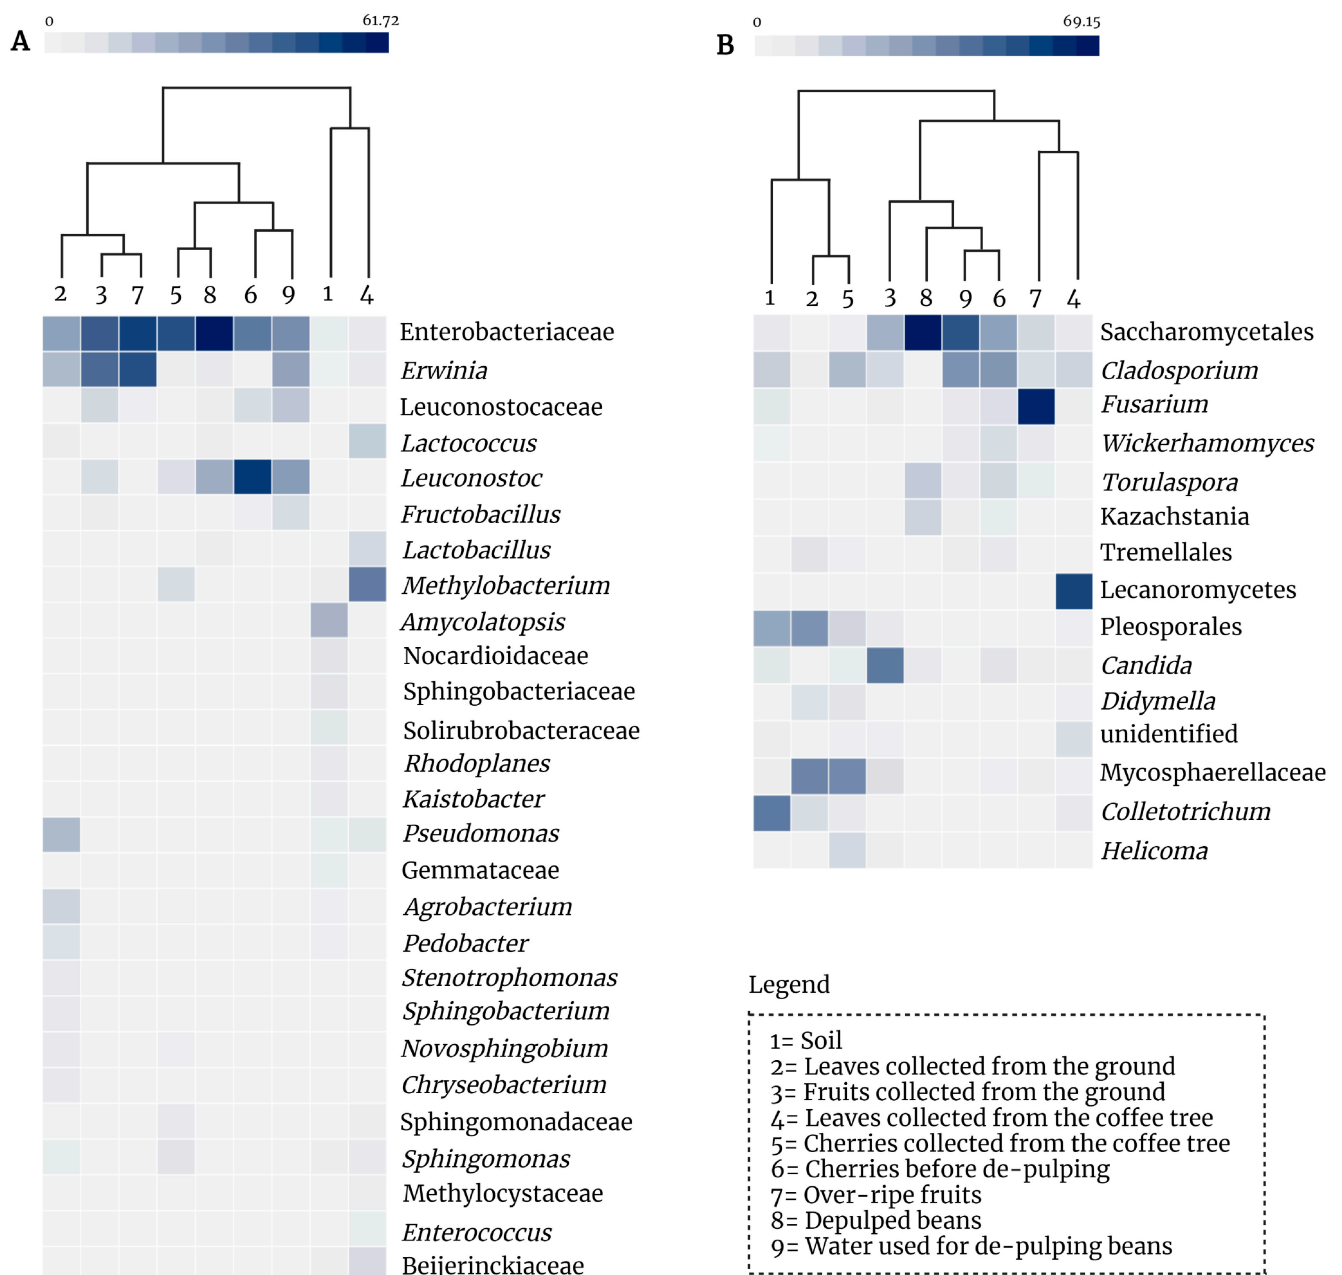 A
0 61.72
2 3 7 5 8 6 9 1 4
Enterobacteriaceae
Erwinia
Leuconostocaceae
Lactococcus
Leuconostoc
Fructobacillus
Lactobacillus
Methylobacterium
Amycolatopsis
Nocardioidaceae
Sphingobacteriaceae
Solirubrobacteraceae
Rhodoplanes
Kaistobacter
Pseudomonas
Gemmataceae
Agrobacterium
Pedobacter
Stenotrophomonas
Sphingobacterium
Novosphingobium
Chryseobacterium
Sphingomonadaceae
Sphingomonas
Methylocystaceae
Enterococcus
Beijerinckiaceae
B
0 69.15
1 2 5 3 8 9 6 7 4
Saccharomycetales
Cladosporium
Fusarium
Wickerhamomyces
Torulaspora
Kazachstania
Tremellales
Lecanoromycetes
Pleosporales
Candida
Didymella
unidentified
Mycosphaerellaceae
Colletotrichum
Helicoma
Legend
1= Soil
2= Leaves collected from the ground
3= Fruits collected from the ground
4= Leaves collected from the coffee tree
5= Cherries collected from the coffee tree
6= Cherries before de-pulping
7= Over-ripe fruits
8= Depulped beans
9= Water used for de-pulping beans